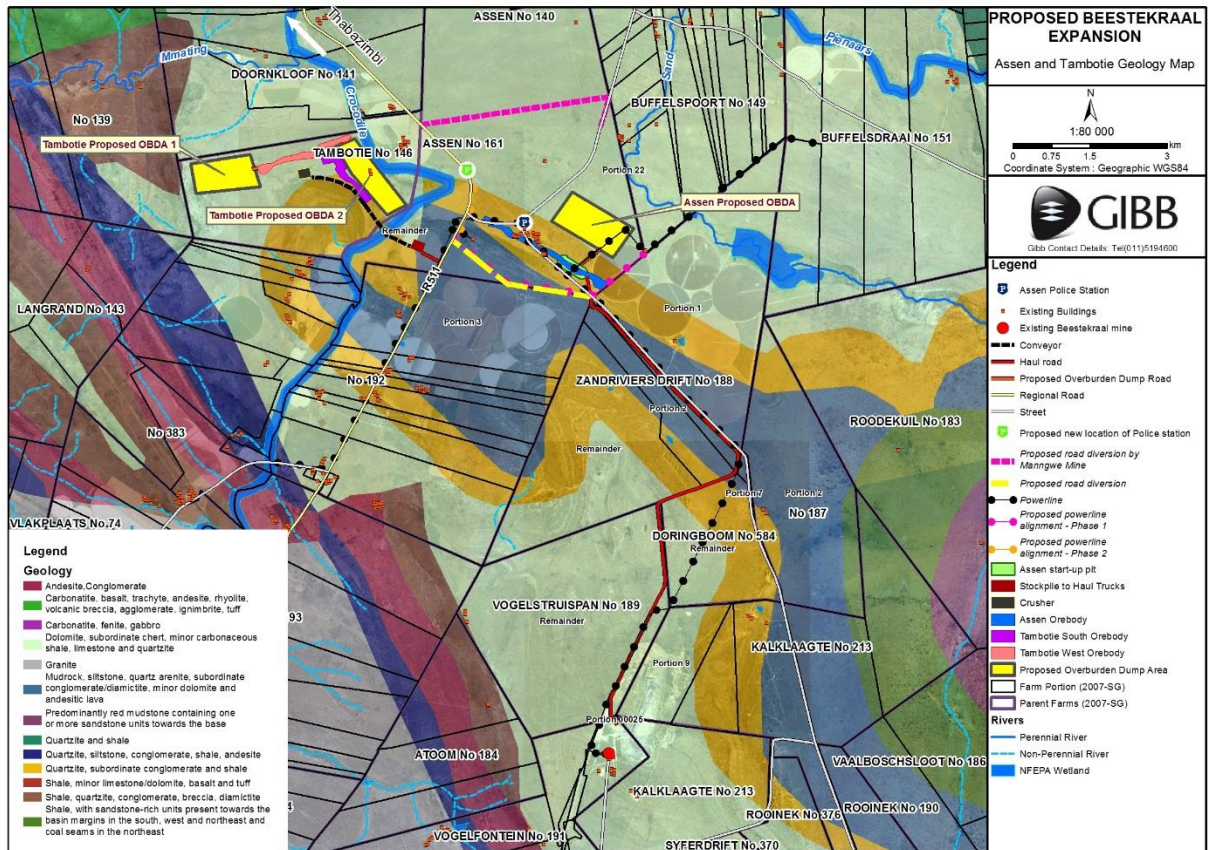 PROPOSED BEESTEKRAAL
EXPANSION
Assen and Tambotie Geology Map
N
1:80 000
0 0.75 1.5 3 km
Coordinate System : Geographic WGS84
GIBB
Gibb Contact Details: Tel(011)5194600
Legend
P Assen Police Station
Existing Buildings
Existing Beestekraal mine
Conveyor
Haul road
Proposed Overburden Dump Road
Regional Road
Street
P Proposed new location of Police station
Proposed road diversion by
Manngwe Mine
Proposed road diversion
Powerline
Proposed powerline
alignment - Phase 1
Proposed powerline
alignment - Phase 2
Assen start-up pit
Stockpile to Haul Trucks
Crusher
Assen Orebody
Tambotie South Orebody
Tambotie West Orebody
Proposed Overburden Dump Area
Farm Portion (2007-SG)
Parent Farms (2007-SG)
Rivers
Perennial River
Non-Perennial River
NFEPA Wetland
ASSEN No 140
Thabazimbi
Mmating
DOORNKLOOF No 141
Crocodile
Sand
Pienaars
No 139
BUFFELSPOORT No 149
BUFFELSDRAAI No 151
Tambotie Proposed OBDA 1
TAMBOTIE No 146
ASSEN No 161
P
Portion 22
Tambotie Proposed OBDA 2
Assen Proposed OBDA
P
Remainder
R511
LANGRAND No 143
Portion 3
Portion 1
No 192
ZANDRIVIERS DRIFT No 188
Portion 2
ROODEKUIL No 183
No 383
Remainder
Portion 7
Portion 2
No 187
VLAKPLAATS No 74
DORINGBOOM No 584
Remainder
VOGELSTRUISPAN No 189
Remainder
KALKLAAGTE No 213
Portion 9
93
Portion 00026
ATOOM No 184
VAALBOSCHSLOOT No 186
KALKLAAGTE No 213
ROOINEK No 190
ROOINEK No 376
VOGELFONTEIN No 191
SYFERDRIFT No 370
4
Legend
Geology
Andesite,Conglomerate
Carbonatite, basalt, trachyte, andesite, rhyolite,
volcanic breccia, agglomerate, ignimbrite, tuff
Carbonatite, fenite, gabbro
Dolomite, subordinate chert, minor carbonaceous
shale, limestone and quartzite
Granite
Mudrock, siltstone, quartz arenite, subordinate
conglomerate/diamictite, minor dolomite and
andesitic lava
Predominantly red mudstone containing one
or more sandstone units towards the base
Quartzite and shale
Quartzite, siltstone, conglomerate, shale, andesite
Quartzite, subordinate conglomerate and shale
Shale, minor limestone/dolomite, basalt and tuff
Shale, quartzite, conglomerate, breccia, diamictite
Shale, with sandstone-rich units present towards the
basin margins in the south, west and northeast and
coal seams in the northeast